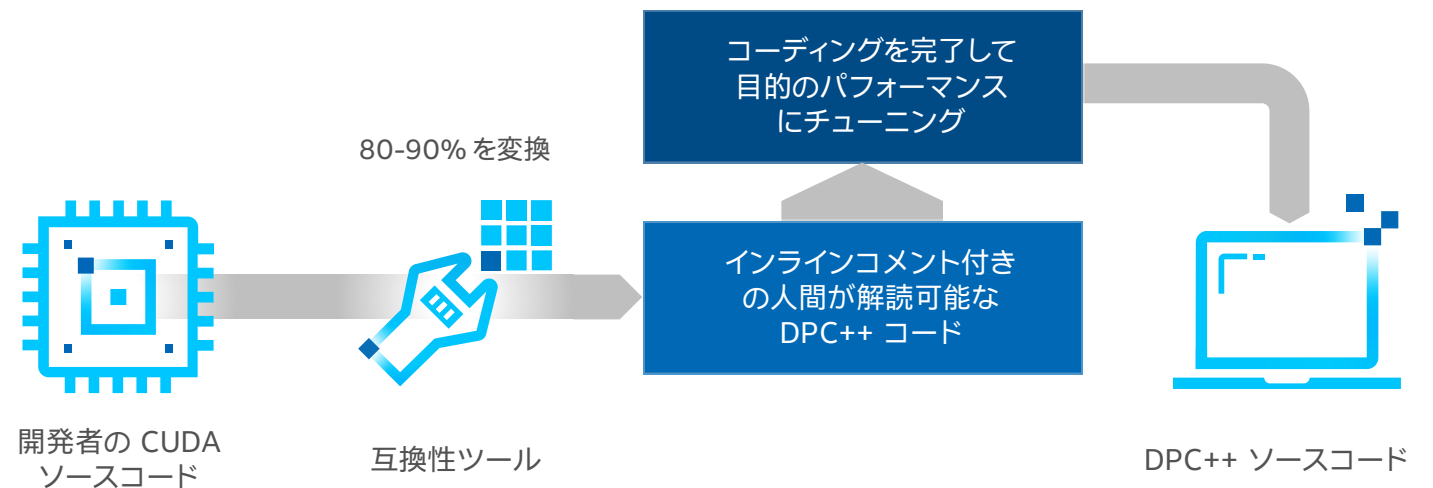 コーディングを完了して
目的のパフォーマンス
にチューニング
80-90% を変換
インラインコメント付き
の人間が解読可能な
DPC++ コード
開発者の CUDA
ソースコード
互換性ツール
DPC++ ソースコード